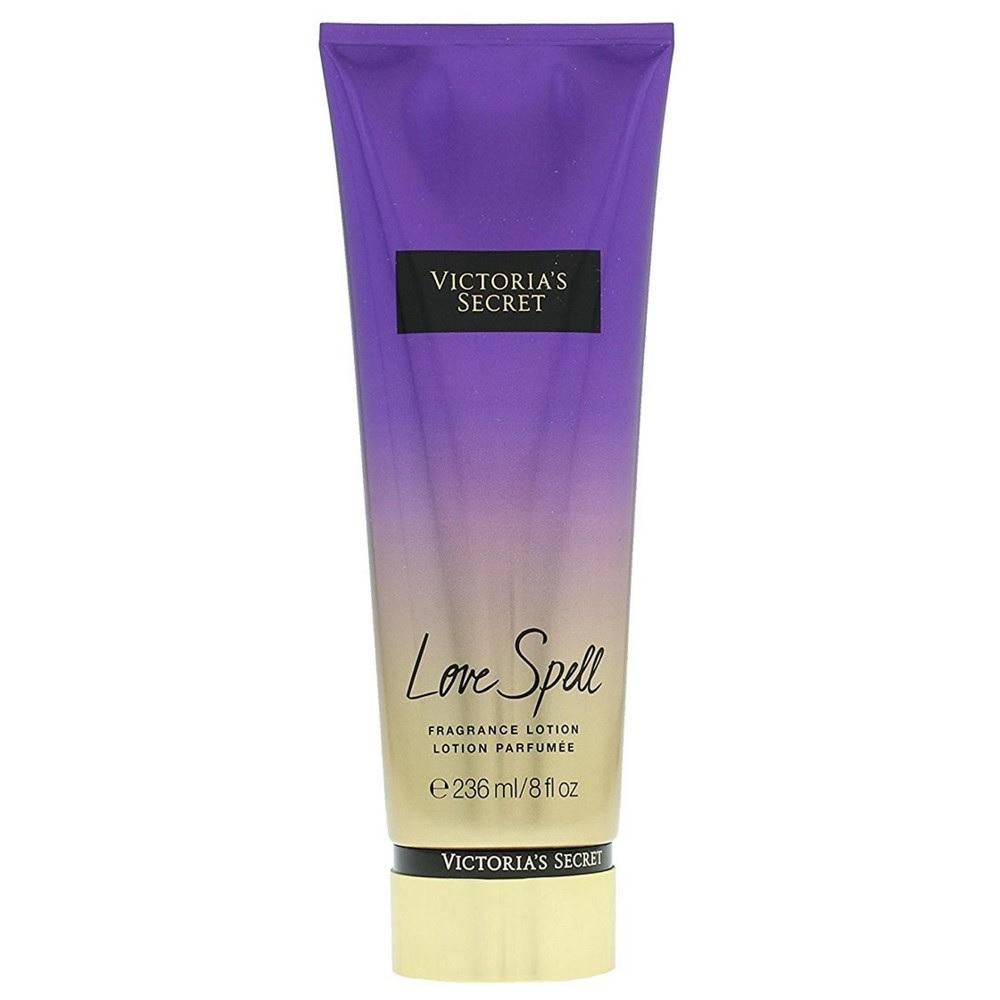 VICTORIA'S
SECRET
Love Spell
FRAGRANCE LOTION
LOTION PARFUMÉE
℮ 236 ml/8 fl oz
VICTORIA'S SECRET